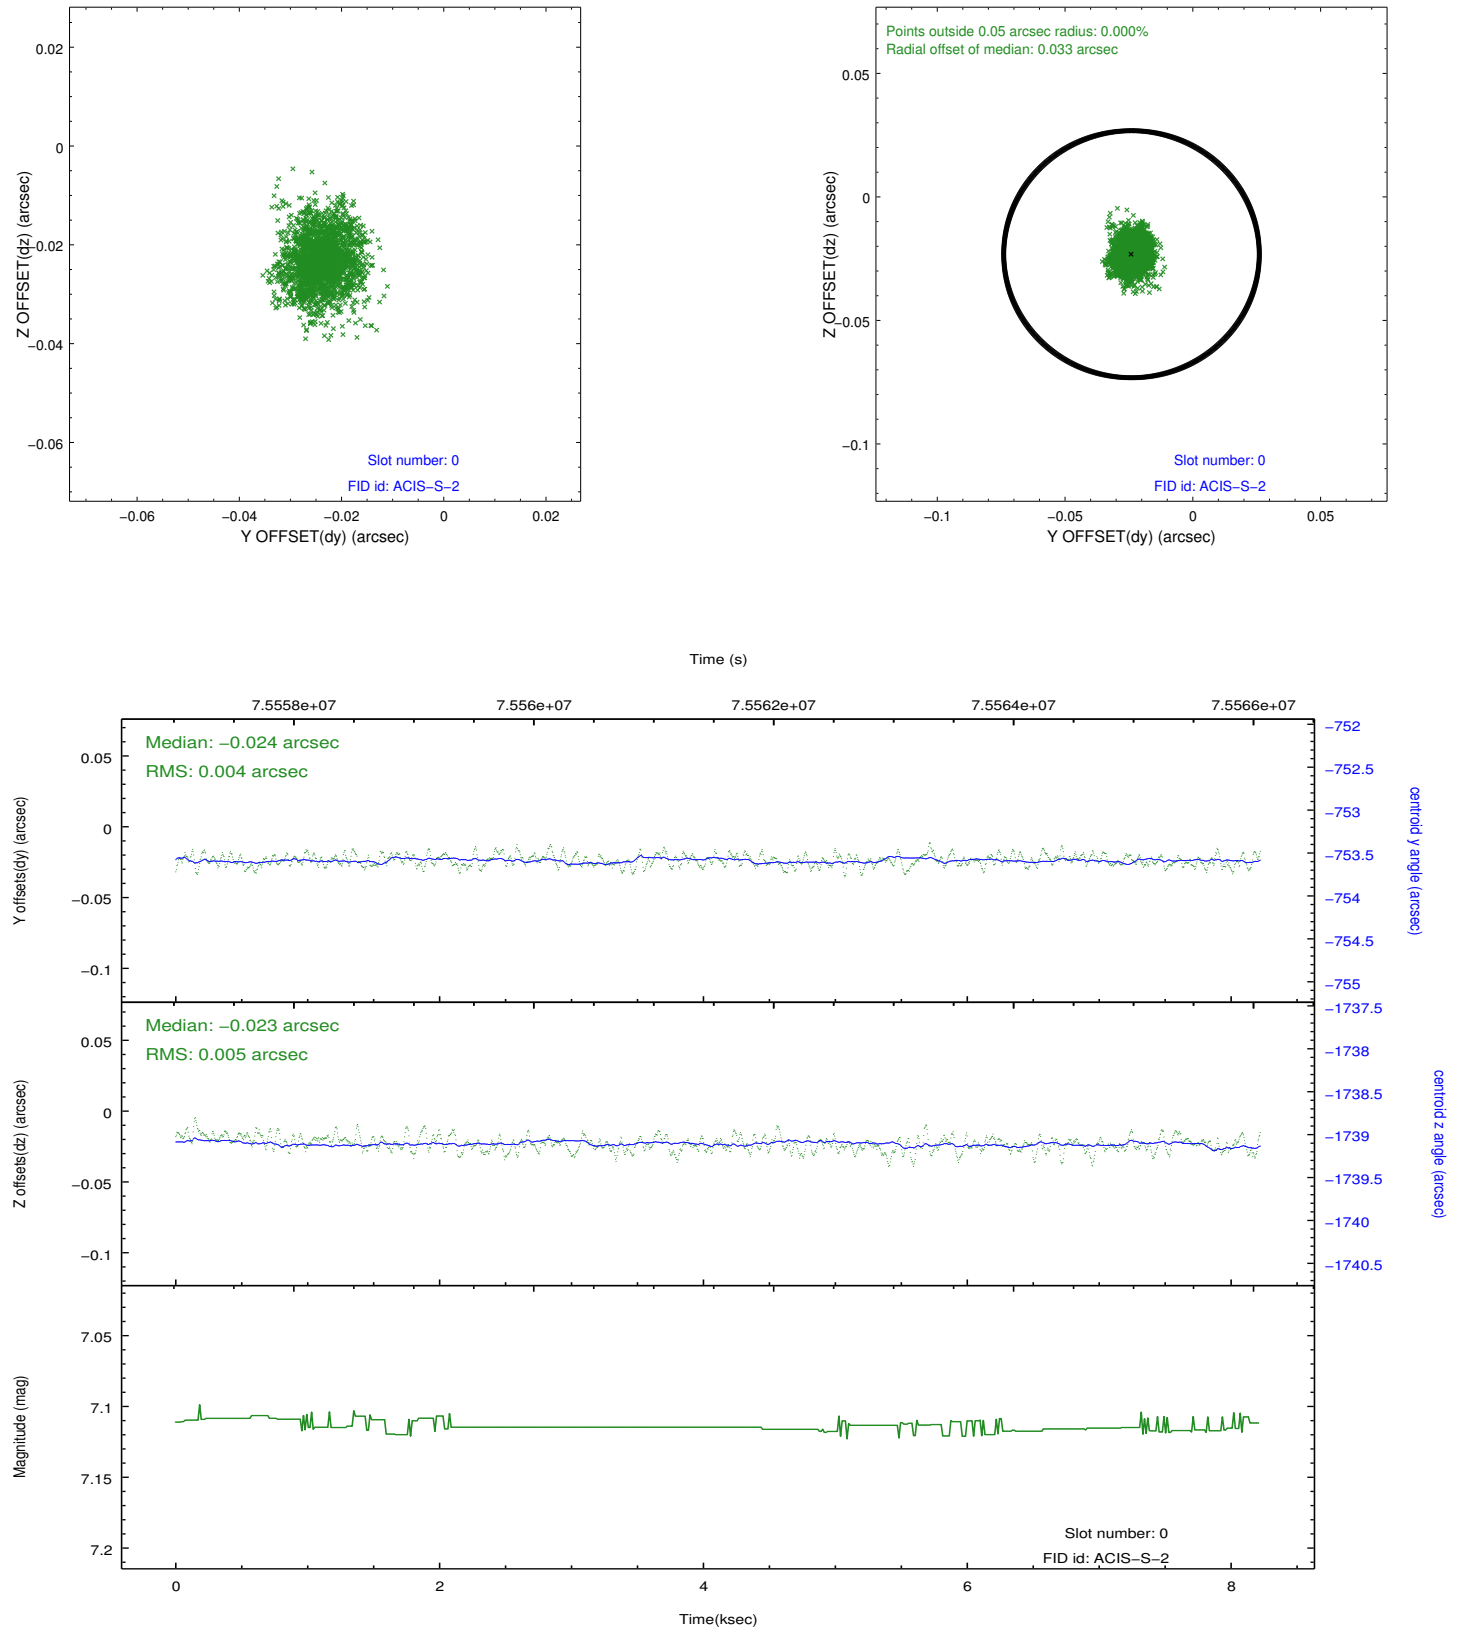 0.02
0
−0.02
−0.04
−0.06
Z OFFSET(dz) (arcsec)
Slot number: 0
FID id: ACIS−S−2
−0.06
−0.04
−0.02
0
0.02
Y OFFSET(dy) (arcsec)
Points outside 0.05 arcsec radius: 0.000%
Radial offset of median: 0.033 arcsec
0.05
0
−0.05
−0.1
Z OFFSET(dz) (arcsec)
Slot number: 0
FID id: ACIS−S−2
−0.1
−0.05
0
0.05
Y OFFSET(dy) (arcsec)
Time (s)
7.5558e+07
7.556e+07
7.5562e+07
7.5564e+07
7.5566e+07
Median: −0.024 arcsec
RMS: 0.004 arcsec
0.05
0
−0.05
−0.1
Y offsets(dy) (arcsec)
−752
−752.5
−753
−753.5
−754
−754.5
−755
centroid y angle (arcsec)
Median: −0.023 arcsec
RMS: 0.005 arcsec
0.05
0
−0.05
−0.1
Z offsets(dz) (arcsec)
−1737.5
−1738
−1738.5
−1739
−1739.5
−1740
−1740.5
centroid z angle (arcsec)
7.05
7.1
7.15
7.2
Magnitude (mag)
Slot number: 0
FID id: ACIS−S−2
0
2
4
6
8
Time(ksec)